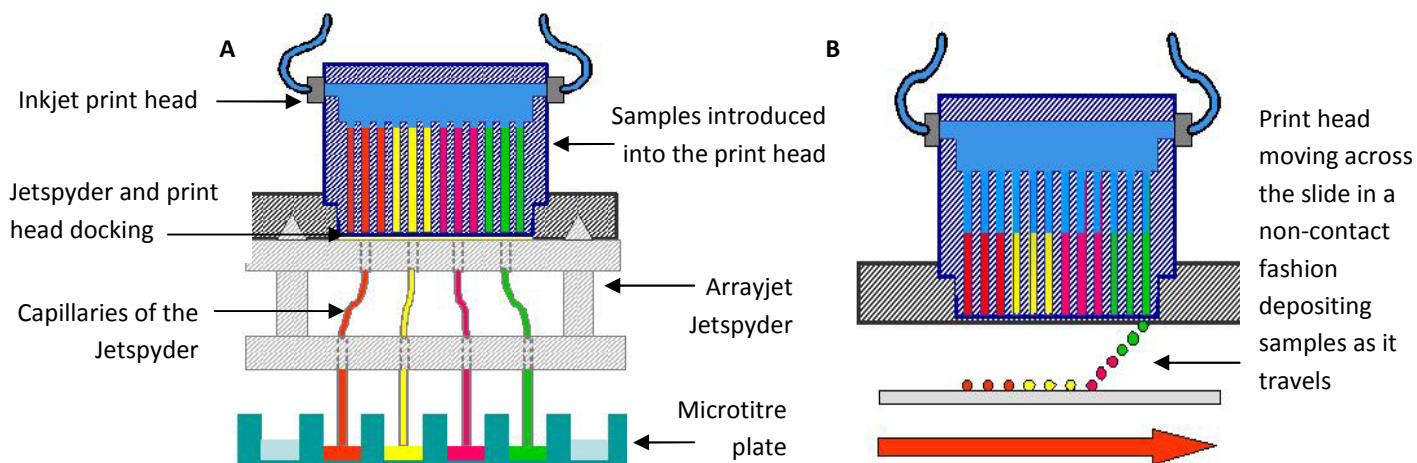 A
Inkjet print head
Samples introduced
into the print head
Jetspyder and print
head docking
Capillaries of the
Jetspyder
Arrayjet
Jetspyder
Microtitre
plate
B
Print head
moving across
the slide in a
non-contact
fashion
depositing
samples as it
travels